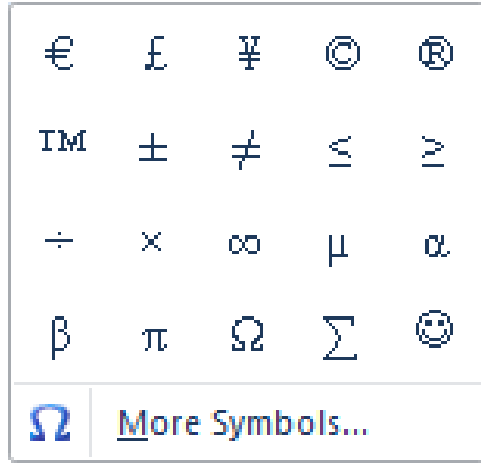 € £ ¥ © ®
™ ± ≠ ≤ ≥
÷ × ∞ µ α
β π Ω ∑ ☺
Ω More Symbols...